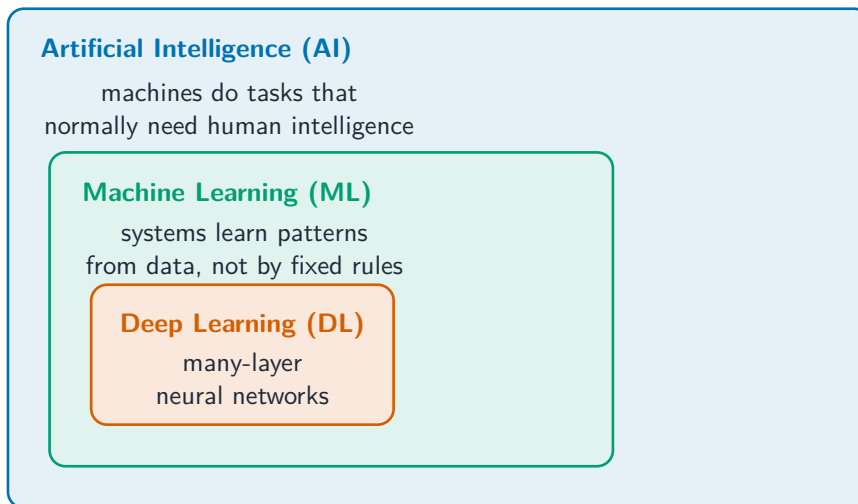 Artificial Intelligence (AI)
machines do tasks that
normally need human intelligence
Machine Learning (ML)
systems learn patterns
from data, not by fixed rules
Deep Learning (DL)
many-layer
neural networks